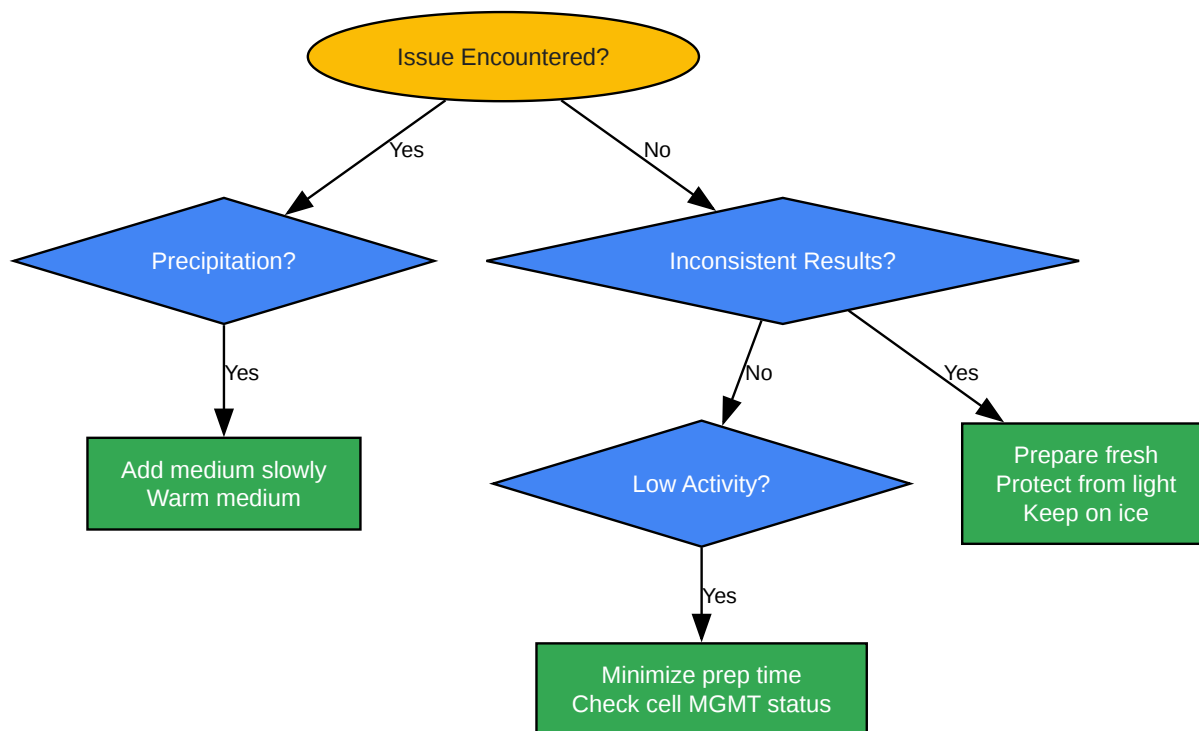 Issue Encountered?
Yes
No
Precipitation?
Inconsistent Results?
Yes
No
Yes
Add medium slowly
Warm medium
Low Activity?
Prepare fresh
Protect from light
Keep on ice
Yes
Minimize prep time
Check cell MGMT status